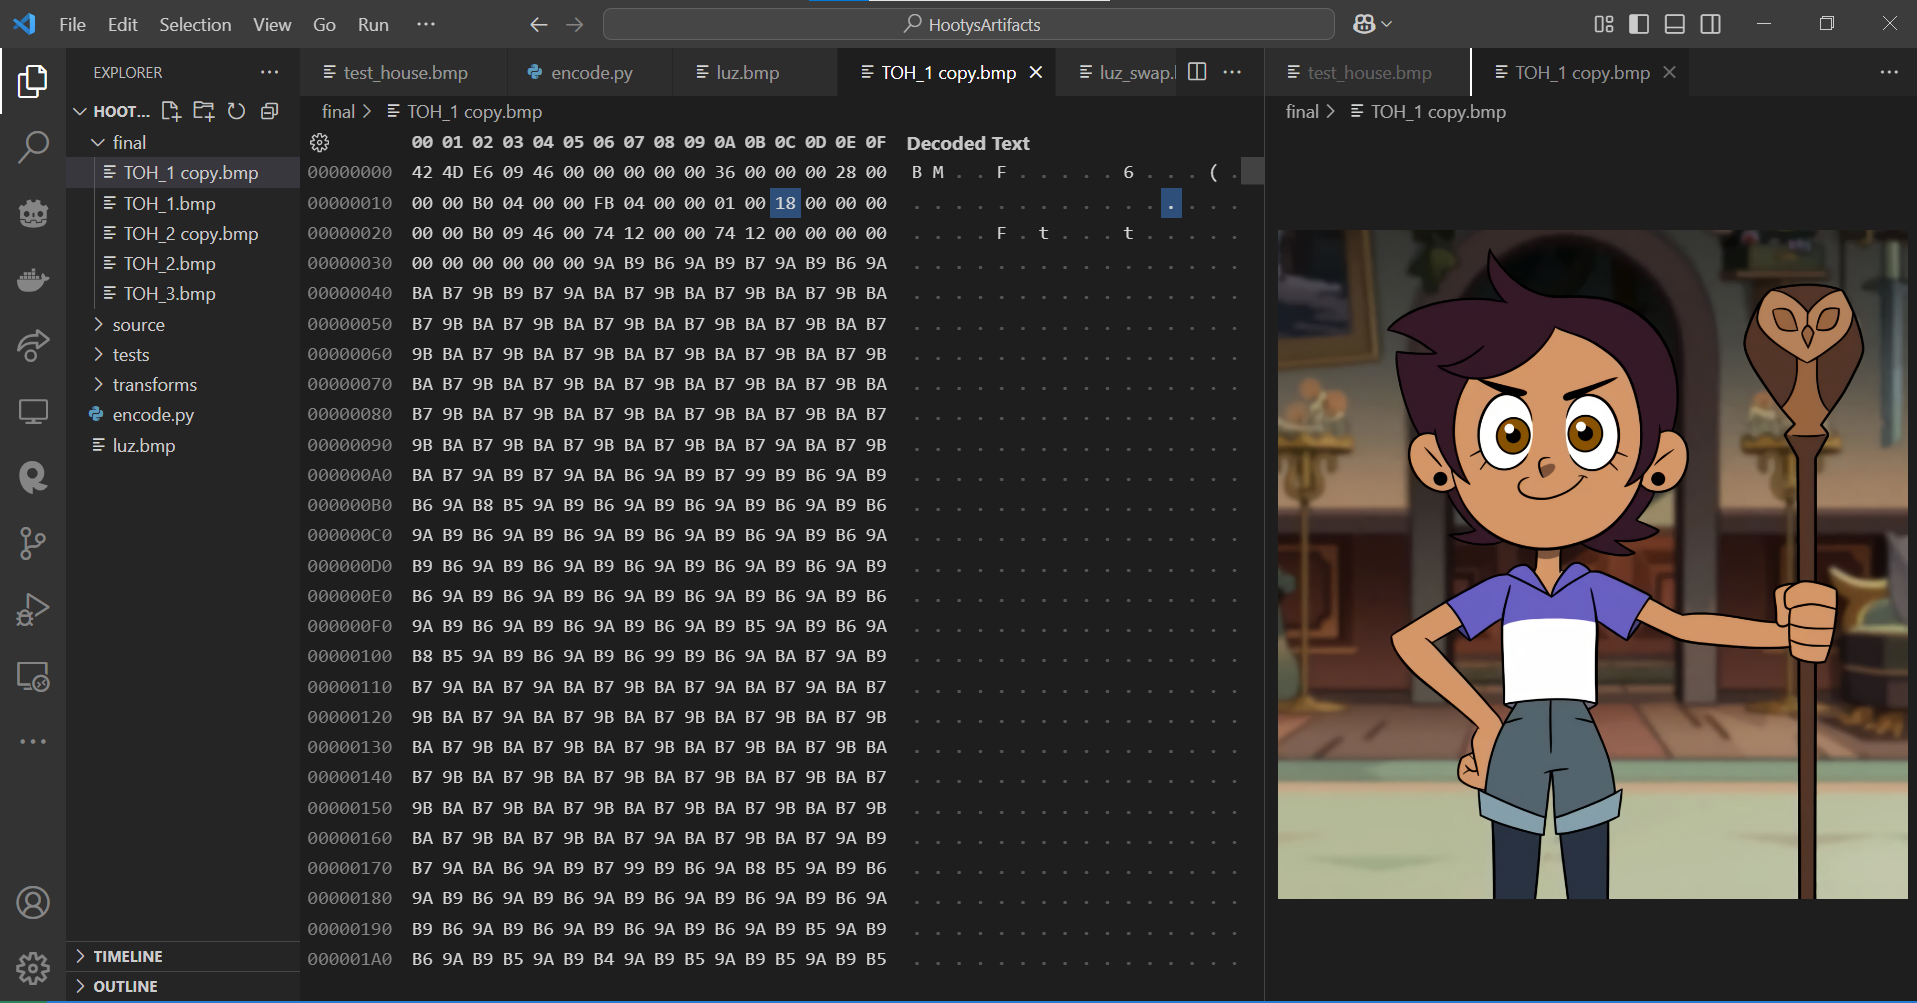 File Edit Selection View Go Run ··· HootysArtifacts
EXPLORER ···
HOOT...
final
TOH_1 copy.bmp
TOH_1.bmp
TOH_2 copy.bmp
TOH_2.bmp
TOH_3.bmp
source
tests
transforms
encode.py
luz.bmp
TIMELINE
OUTLINE
test_house.bmp encode.py luz.bmp TOH_1 copy.bmp luz_swap.
final > TOH_1 copy.bmp
00 01 02 03 04 05 06 07 08 09 0A 0B 0C 0D 0E 0F Decoded Text
00000000 42 4D E6 09 46 00 00 00 00 00 36 00 00 00 28 00 B M . . F . . . . . 6 . . . ( .
00000010 00 00 B0 04 00 00 FB 04 00 00 01 00 18 00 00 00 . . . . . . . . . . . . . . . .
00000020 00 00 B0 09 46 00 74 12 00 00 74 12 00 00 00 00 . . . . F . t . . . t . . . . .
00000030 00 00 00 00 00 00 9A B9 B6 9A B9 B7 9A B9 B6 9A . . . . . . . . . . . . . . . .
00000040 BA B7 9B B9 B7 9A BA B7 9B BA B7 9B BA B7 9B BA . . . . . . . . . . . . . . . .
00000050 B7 9B BA B7 9B BA B7 9B BA B7 9B BA B7 9B BA B7 . . . . . . . . . . . . . . . .
00000060 9B BA B7 9B BA B7 9B BA B7 9B BA B7 9B BA B7 9B . . . . . . . . . . . . . . . .
00000070 BA B7 9B BA B7 9B BA B7 9B BA B7 9B BA B7 9B BA . . . . . . . . . . . . . . . .
00000080 B7 9B BA B7 9B BA B7 9B BA B7 9B BA B7 9B BA B7 . . . . . . . . . . . . . . . .
00000090 9B BA B7 9B BA B7 9B BA B7 9B BA B7 9A BA B7 9B . . . . . . . . . . . . . . . .
000000A0 BA B7 9A B9 B7 9A BA B6 9A B9 B7 99 B9 B6 9A B9 . . . . . . . . . . . . . . . .
000000B0 B6 9A B8 B5 9A B9 B6 9A B9 B6 9A B9 B6 9A B9 B6 . . . . . . . . . . . . . . . .
000000C0 9A B9 B6 9A B9 B6 9A B9 B6 9A B9 B6 9A B9 B6 9A . . . . . . . . . . . . . . . .
000000D0 B9 B6 9A B9 B6 9A B9 B6 9A B9 B6 9A B9 B6 9A B9 . . . . . . . . . . . . . . . .
000000E0 B6 9A B9 B6 9A B9 B6 9A B9 B6 9A B9 B6 9A B9 B6 . . . . . . . . . . . . . . . .
000000F0 9A B9 B6 9A B9 B6 9A B9 B6 9A B9 B5 9A B9 B6 9A . . . . . . . . . . . . . . . .
00000100 B8 B5 9A B9 B6 9A B9 B6 99 B9 B6 9A BA B7 9A B9 . . . . . . . . . . . . . . . .
00000110 B7 9A BA B7 9A BA B7 9B BA B7 9A BA B7 9A BA B7 . . . . . . . . . . . . . . . .
00000120 9B BA B7 9A BA B7 9B BA B7 9B BA B7 9B BA B7 9B . . . . . . . . . . . . . . . .
00000130 BA B7 9B BA B7 9B BA B7 9B BA B7 9B BA B7 9B BA . . . . . . . . . . . . . . . .
00000140 B7 9B BA B7 9B BA B7 9B BA B7 9B BA B7 9B BA B7 . . . . . . . . . . . . . . . .
00000150 9B BA B7 9B BA B7 9B BA B7 9B BA B7 9B BA B7 9B . . . . . . . . . . . . . . . .
00000160 BA B7 9B BA B7 9B BA B7 9A BA B7 9B BA B7 9A B9 . . . . . . . . . . . . . . . .
00000170 B7 9A BA B6 9A B9 B7 99 B9 B6 9A B8 B5 9A B9 B6 . . . . . . . . . . . . . . . .
00000180 9A B9 B6 9A B9 B6 9A B9 B6 9A B9 B6 9A B9 B6 9A . . . . . . . . . . . . . . . .
00000190 B9 B6 9A B9 B6 9A B9 B6 9A B9 B6 9A B9 B5 9A B9 . . . . . . . . . . . . . . . .
000001A0 B6 9A B9 B5 9A B9 B4 9A B9 B5 9A B9 B5 9A B9 B5 . . . . . . . . . . . . . . . .
test_house.bmp TOH_1 copy.bmp
final > TOH_1 copy.bmp